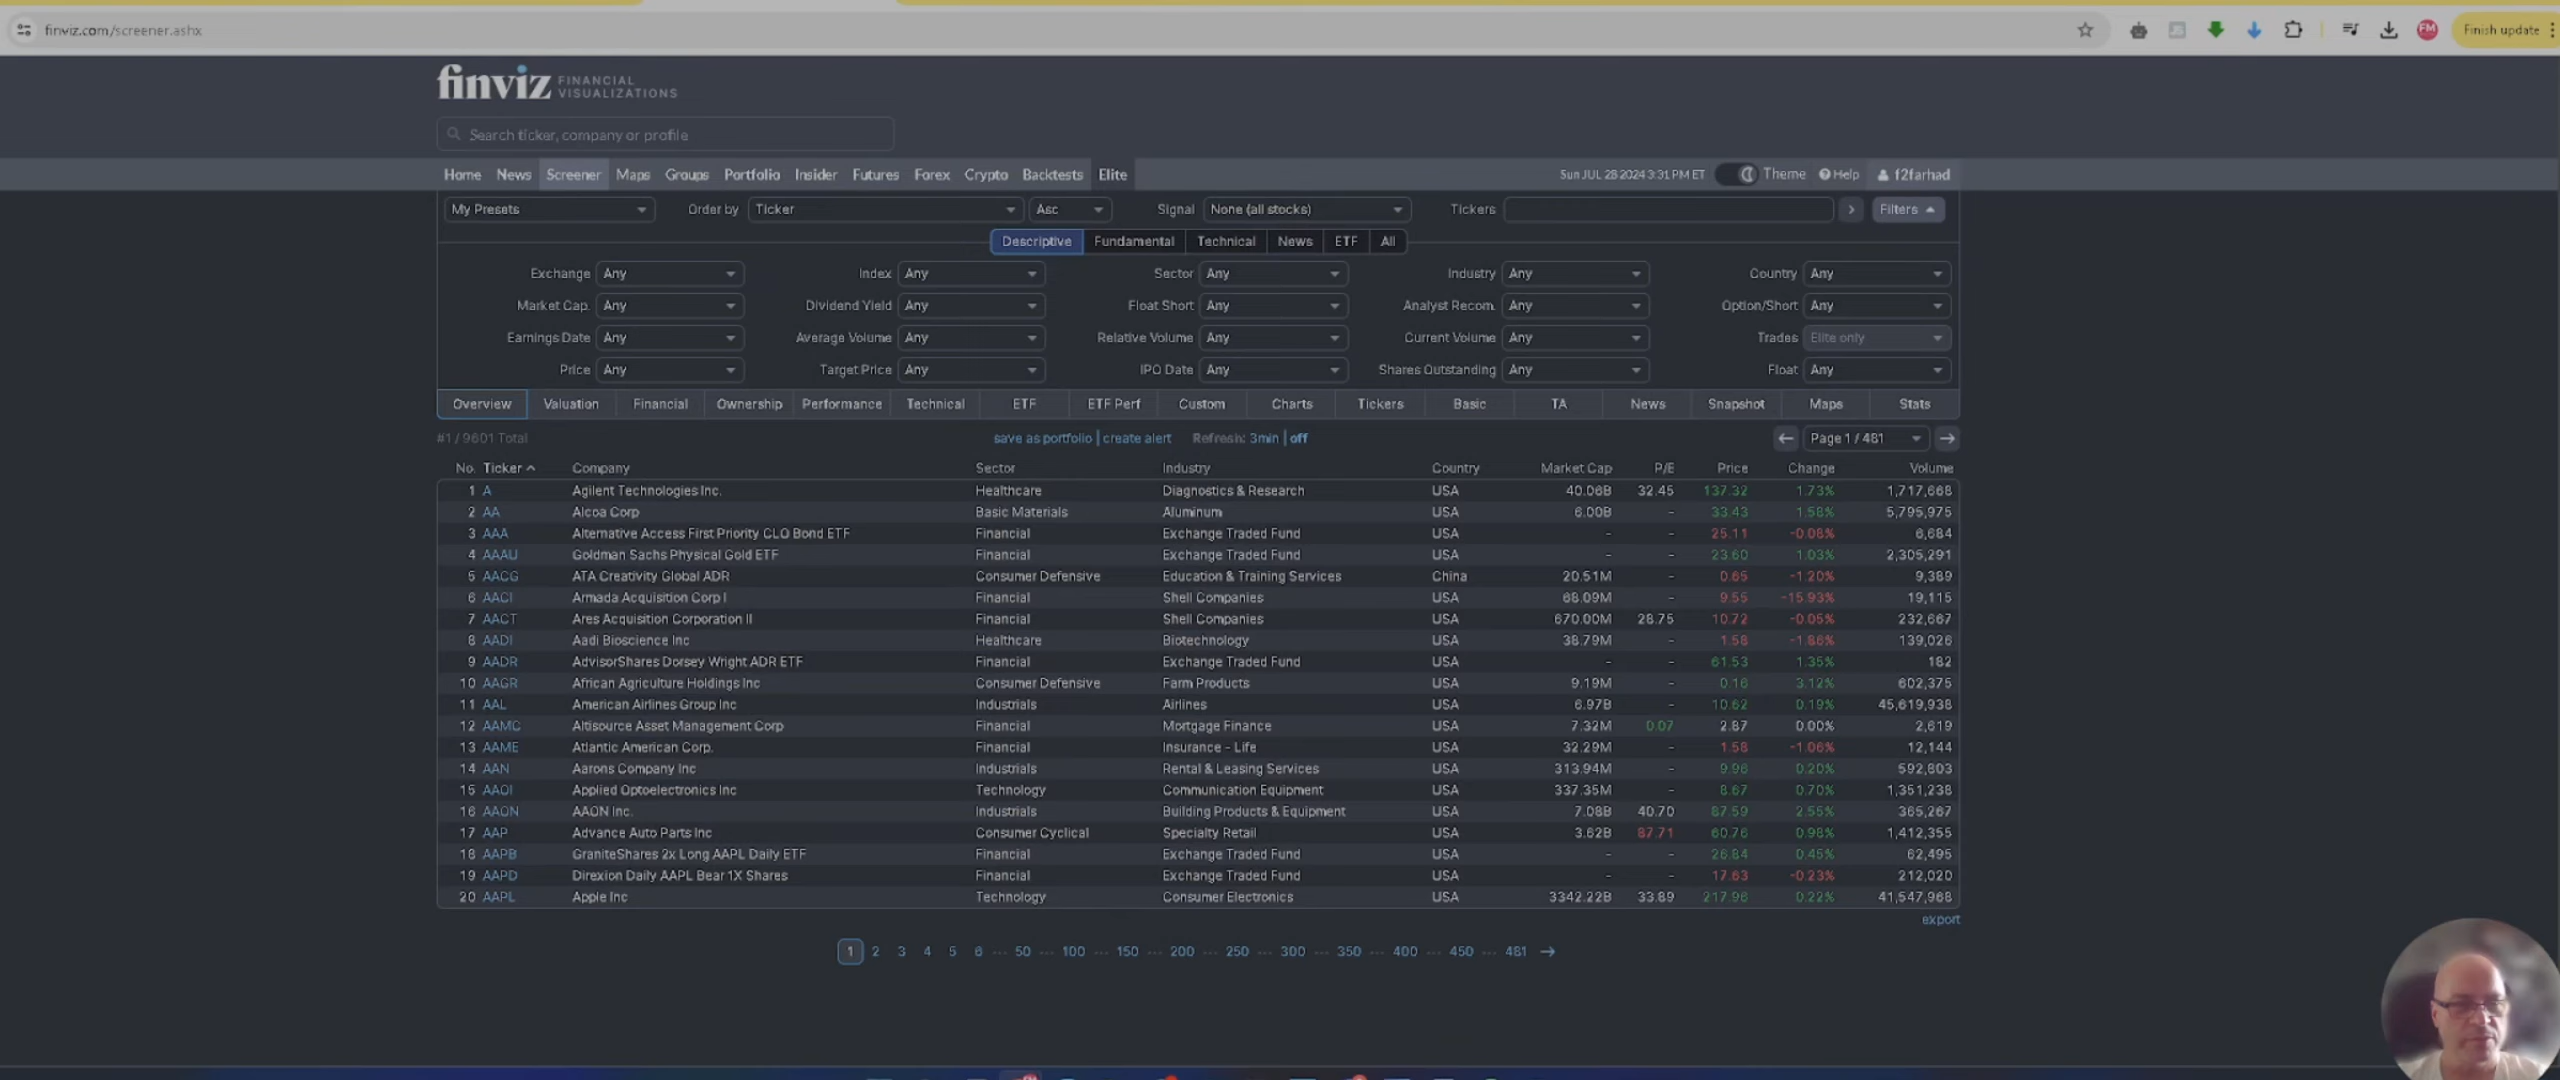 finviz.com/screener.ashx
FM
Finish update
finviz FINANCIAL VISUALIZATIONS
Search ticker, company or profile
Home News Screener Maps Groups Portfolio Insider Futures Forex Crypto Backtests Elite Sun JUL 28 2024 3:31 PM ET Theme Help f2farhad
My Presets Order by Ticker Asc Signal None (all stocks) Tickers > Filters
Descriptive Fundamental Technical News ETF All
Exchange Any Index Any Sector Any Industry Any Country Any
Market Cap. Any Dividend Yield Any Float Short Any Analyst Recom. Any Option/Short Any
Earnings Date Any Average Volume Any Relative Volume Any Current Volume Any Trades Elite only
Price Any Target Price Any IPO Date Any Shares Outstanding Any Float Any
Overview Valuation Financial Ownership Performance Technical ETF ETF Perf Custom Charts Tickers Basic TA News Snapshot Maps Stats
#1 / 9601 Total save as portfolio | create alert Refresh: 3min | off Page 1 / 481
No. Ticker Company Sector Industry Country Market Cap P/E Price Change Volume
1 A Agilent Technologies Inc. Healthcare Diagnostics & Research USA 40.06B 32.45 137.32 1.73% 1,717,668
2 AA Alcoa Corp Basic Materials Aluminum USA 6.00B - 33.43 1.58% 5,795,975
3 AAA Alternative Access First Priority CLO Bond ETF Financial Exchange Traded Fund USA - - 25.11 -0.08% 6,684
4 AAAU Goldman Sachs Physical Gold ETF Financial Exchange Traded Fund USA - - 23.60 1.03% 2,305,291
5 AACG ATA Creativity Global ADR Consumer Defensive Education & Training Services China 20.51M - 0.65 -1.20% 9,389
6 AACI Armada Acquisition Corp I Financial Shell Companies USA 68.09M - 9.55 -15.93% 19,115
7 AACT Ares Acquisition Corporation II Financial Shell Companies USA 670.00M 28.75 10.72 -0.05% 232,667
8 AADI Aadi Bioscience Inc Healthcare Biotechnology USA 38.79M - 1.58 -1.86% 139,026
9 AADR AdvisorShares Dorsey Wright ADR ETF Financial Exchange Traded Fund USA - - 61.53 1.35% 182
10 AAGR African Agriculture Holdings Inc Consumer Defensive Farm Products USA 9.19M - 0.16 3.12% 602,375
11 AAL American Airlines Group Inc Industrials Airlines USA 6.97B - 10.62 0.19% 45,619,938
12 AAMC Altisource Asset Management Corp Financial Mortgage Finance USA 7.32M 0.07 2.87 0.00% 2,619
13 AAME Atlantic American Corp. Financial Insurance - Life USA 32.29M - 1.58 -1.06% 12,144
14 AAN Aarons Company Inc Industrials Rental & Leasing Services USA 313.94M - 9.96 0.20% 592,803
15 AAOI Applied Optoelectronics Inc Technology Communication Equipment USA 337.35M - 8.67 0.70% 1,351,238
16 AAON AAON Inc. Industrials Building Products & Equipment USA 7.08B 40.70 87.59 2.55% 365,267
17 AAP Advance Auto Parts Inc Consumer Cyclical Specialty Retail USA 3.62B 87.71 60.76 0.98% 1,412,355
18 AAPB GraniteShares 2x Long AAPL Daily ETF Financial Exchange Traded Fund USA - - 26.84 0.45% 62,495
19 AAPD Direxion Daily AAPL Bear 1X Shares Financial Exchange Traded Fund USA - - 17.63 -0.23% 212,020
20 AAPL Apple Inc Technology Consumer Electronics USA 3342.22B 33.89 217.96 0.22% 41,547,968
export
1 2 3 4 5 6 ... 50 ... 100 ... 150 ... 200 ... 250 ... 300 ... 350 ... 400 ... 450 ... 481 →